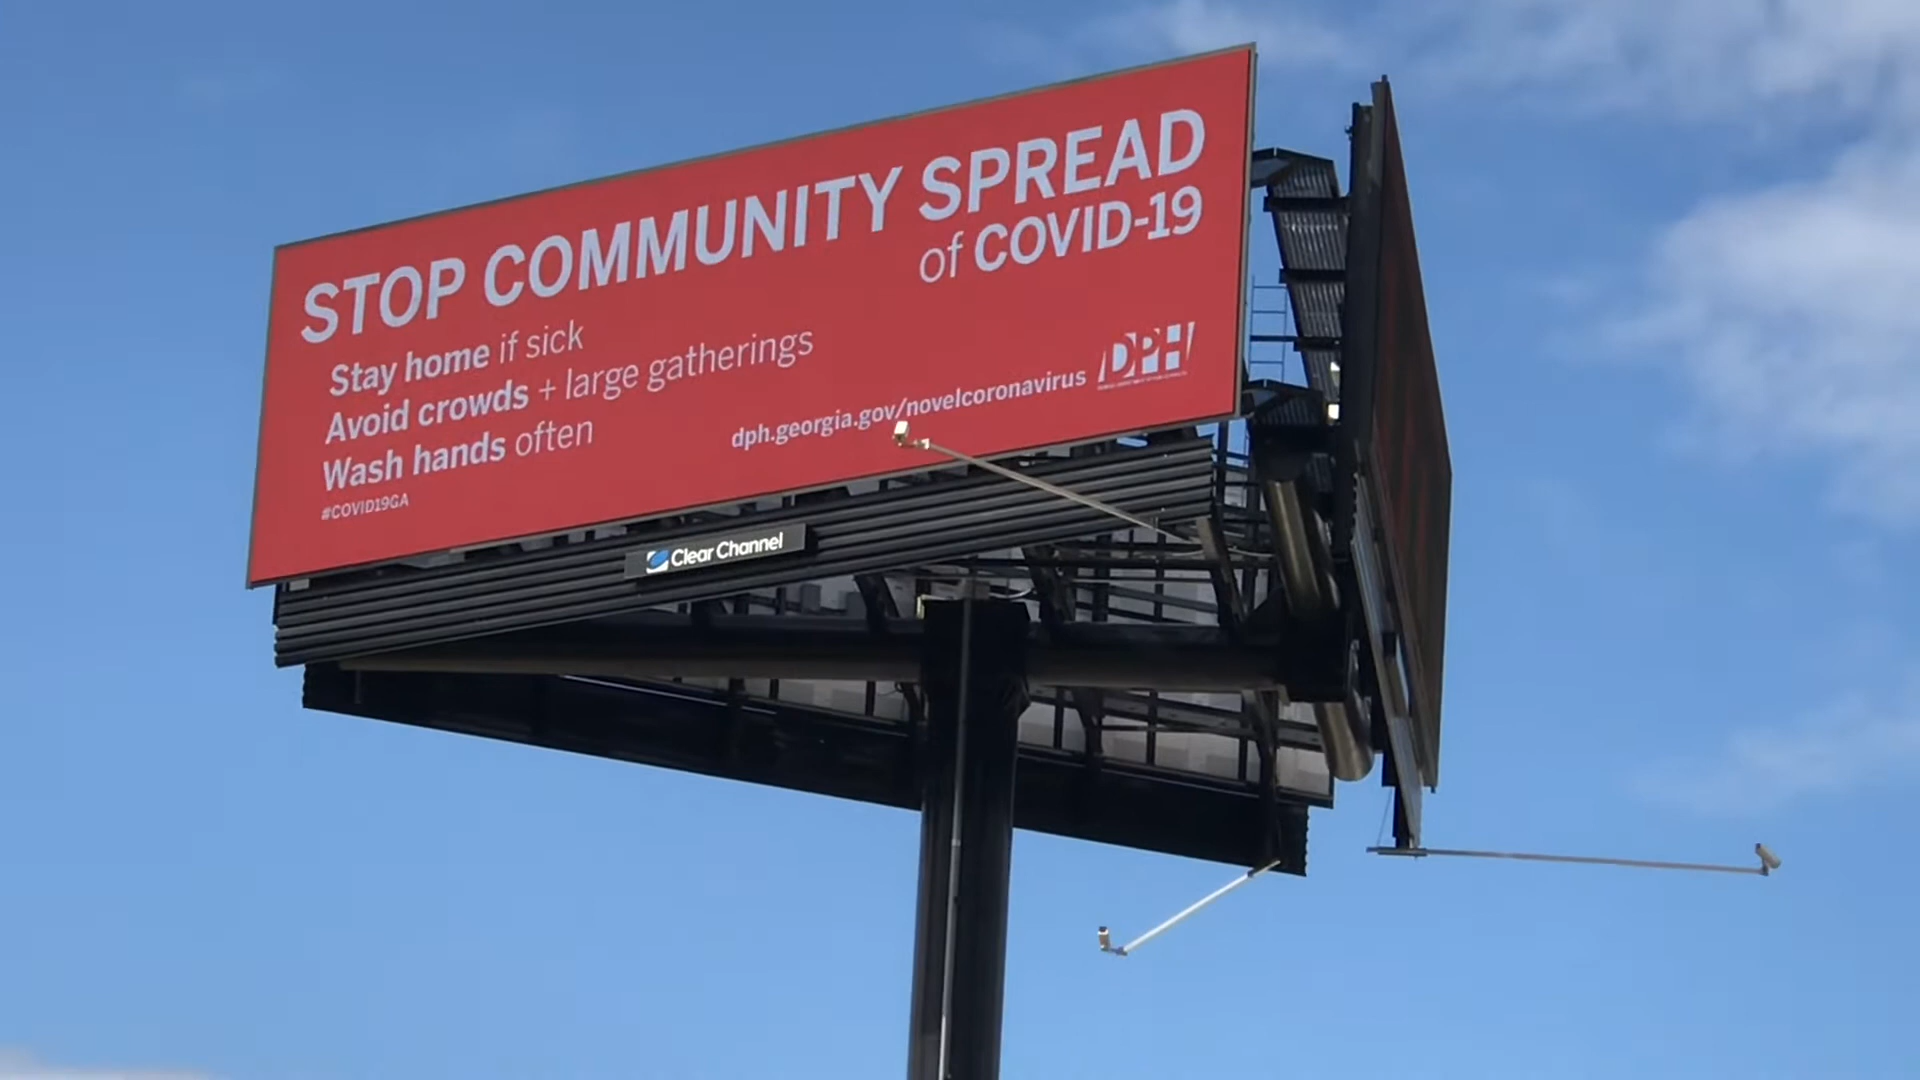 STOP COMMUNITY SPREAD
of COVID-19
Stay home if sick
Avoid crowds + large gatherings
Wash hands often
#COVID19GA
dph.georgia.gov/novelcoronavirus
DPH
Clear Channel